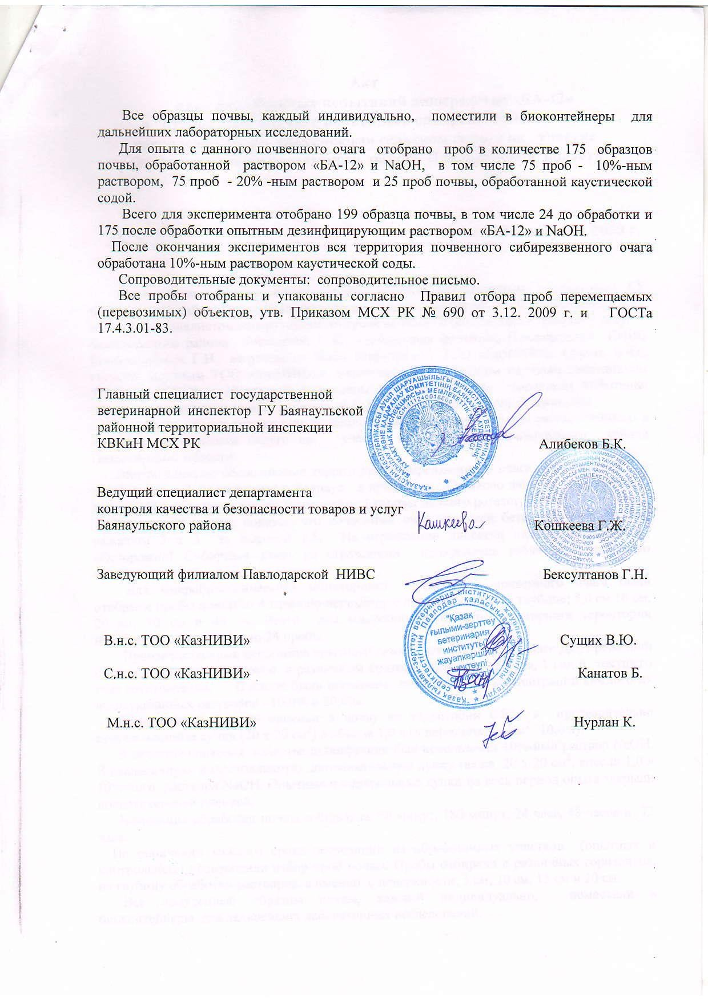 Все образцы почвы, каждый индивидуально, поместили в биоконтейнеры для
дальнейших лабораторных исследований.
Для опыта с данного почвенного очага отобрано проб в количестве 175 образцов
почвы, обработанной раствором «БА-12» и NaOH, в том числе 75 проб - 10%-ным
раствором, 75 проб - 20% -ным раствором и 25 проб почвы, обработанной каустической
содой.
Всего для эксперимента отобрано 199 образца почвы, в том числе 24 до обработки и
175 после обработки опытным дезинфицирующим раствором «БА-12» и NaOH.
После окончания экспериментов вся территория почвенного сибиреязвенного очага
обработана 10%-ным раствором каустической соды.
Сопроводительные документы: сопроводительное письмо.
Все пробы отобраны и упакованы согласно Правил отбора проб перемещаемых
(перевозимых) объектов, утв. Приказом МСХ РК № 690 от 3.12. 2009 г. и ГОСТа
17.4.3.01-83.
Главный специалист государственной
ветеринарной инспектор ГУ Баянаульской
районной территориальной инспекции
КВКиН МСХ РК Алибеков Б.К.
БСН 111240016800
Ведущий специалист департамента
контроля качества и безопасности товаров и услуг
Баянаульского района Кошкеева Кошкеева Г.Ж.
Заведующий филиалом Павлодарской НИВС Бексултанов Г.Н.
"Қазақ
ғылыми-зерттеу
ветеринария
институты"
жауапкершілігі
шектеулі
серіктестігі
В.н.с. ТОО «КазНИВИ» Сущих В.Ю.
С.н.с. ТОО «КазНИВИ» Канатов Б.
М.н.с. ТОО «КазНИВИ» Нурлан К.